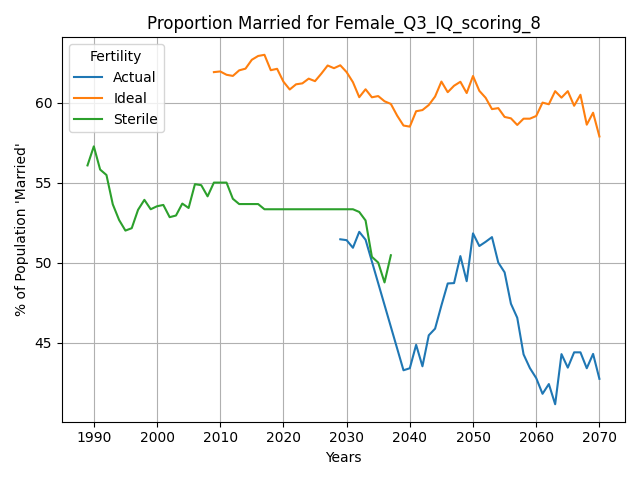 Proportion Married for Female_Q3_IQ_scoring_8
Fertility
Actual
Ideal
Sterile
% of Population 'Married'
60
55
50
45
1990 2000 2010 2020 2030 2040 2050 2060 2070
Years